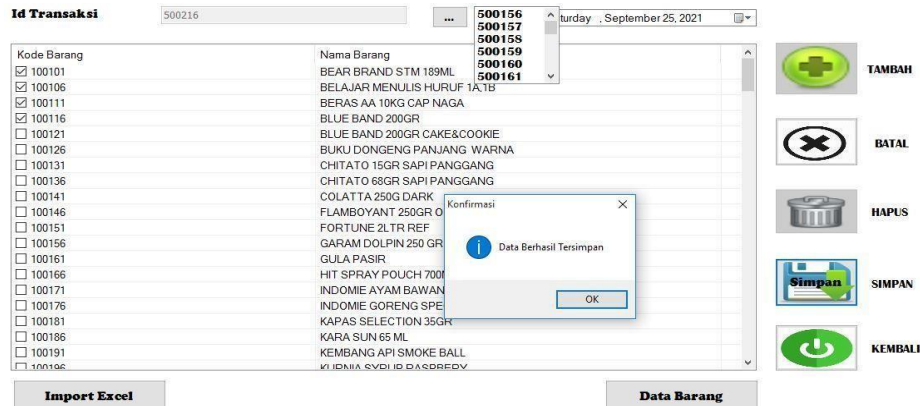 Id Transaksi
500216
...
500156
500157
500158
500159
500160
500161
turday , September 25, 2021
Kode Barang Nama Barang
100101 BEAR BRAND STM 189ML
100106 BELAJAR MENULIS HURUF 1A,1B
100111 BERAS AA 10KG CAP NAGA
100116 BLUE BAND 200GR
100121 BLUE BAND 200GR CAKE&COOKIE
100126 BUKU DONGENG PANJANG WARNA
100131 CHITATO 15GR SAPI PANGGANG
100136 CHITATO 68GR SAPI PANGGANG
100141 COLATTA 250G DARK
100146 FLAMBOYANT 250GR O
100151 FORTUNE 2LTR REF
100156 GARAM DOLPIN 250 GR
100161 GULA PASIR
100166 HIT SPRAY POUCH 700
100171 INDOMIE AYAM BAWAN
100176 INDOMIE GORENG SPE
100181 KAPAS SELECTION 35GR
100186 KARA SUN 65 ML
100191 KEMBANG API SMOKE BALL
100196 KURNIA SYRUP RASPBERY
Konfirmasi
Data Berhasil Tersimpan
OK
TAMBAH
BATAL
HAPUS
Simpan SIMPAN
KEMBALI
Import Excel Data Barang